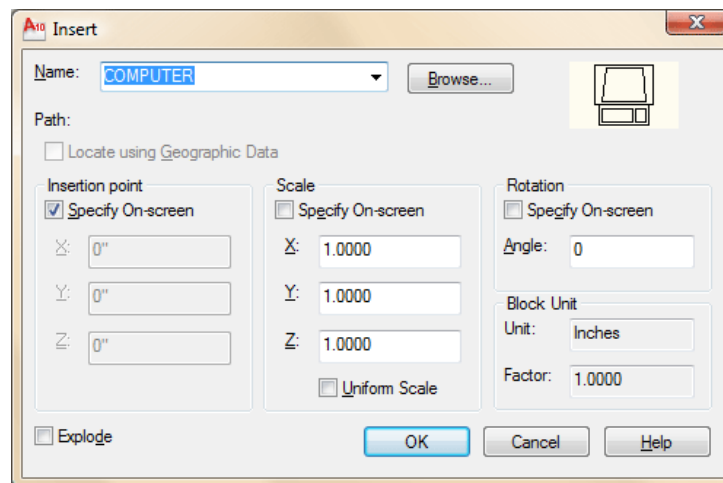 A10 Insert
Name: COMPUTER Browse...
Path:
Locate using Geographic Data
Insertion point Scale Rotation
Specify On-screen Specify On-screen Specify On-screen
X: 0" X: 1.0000 Angle: 0
Y: 0" Y: 1.0000 Block Unit
Unit: Inches
Z: 0" Z: 1.0000
Factor: 1.0000
Uniform Scale
Explode OK Cancel Help